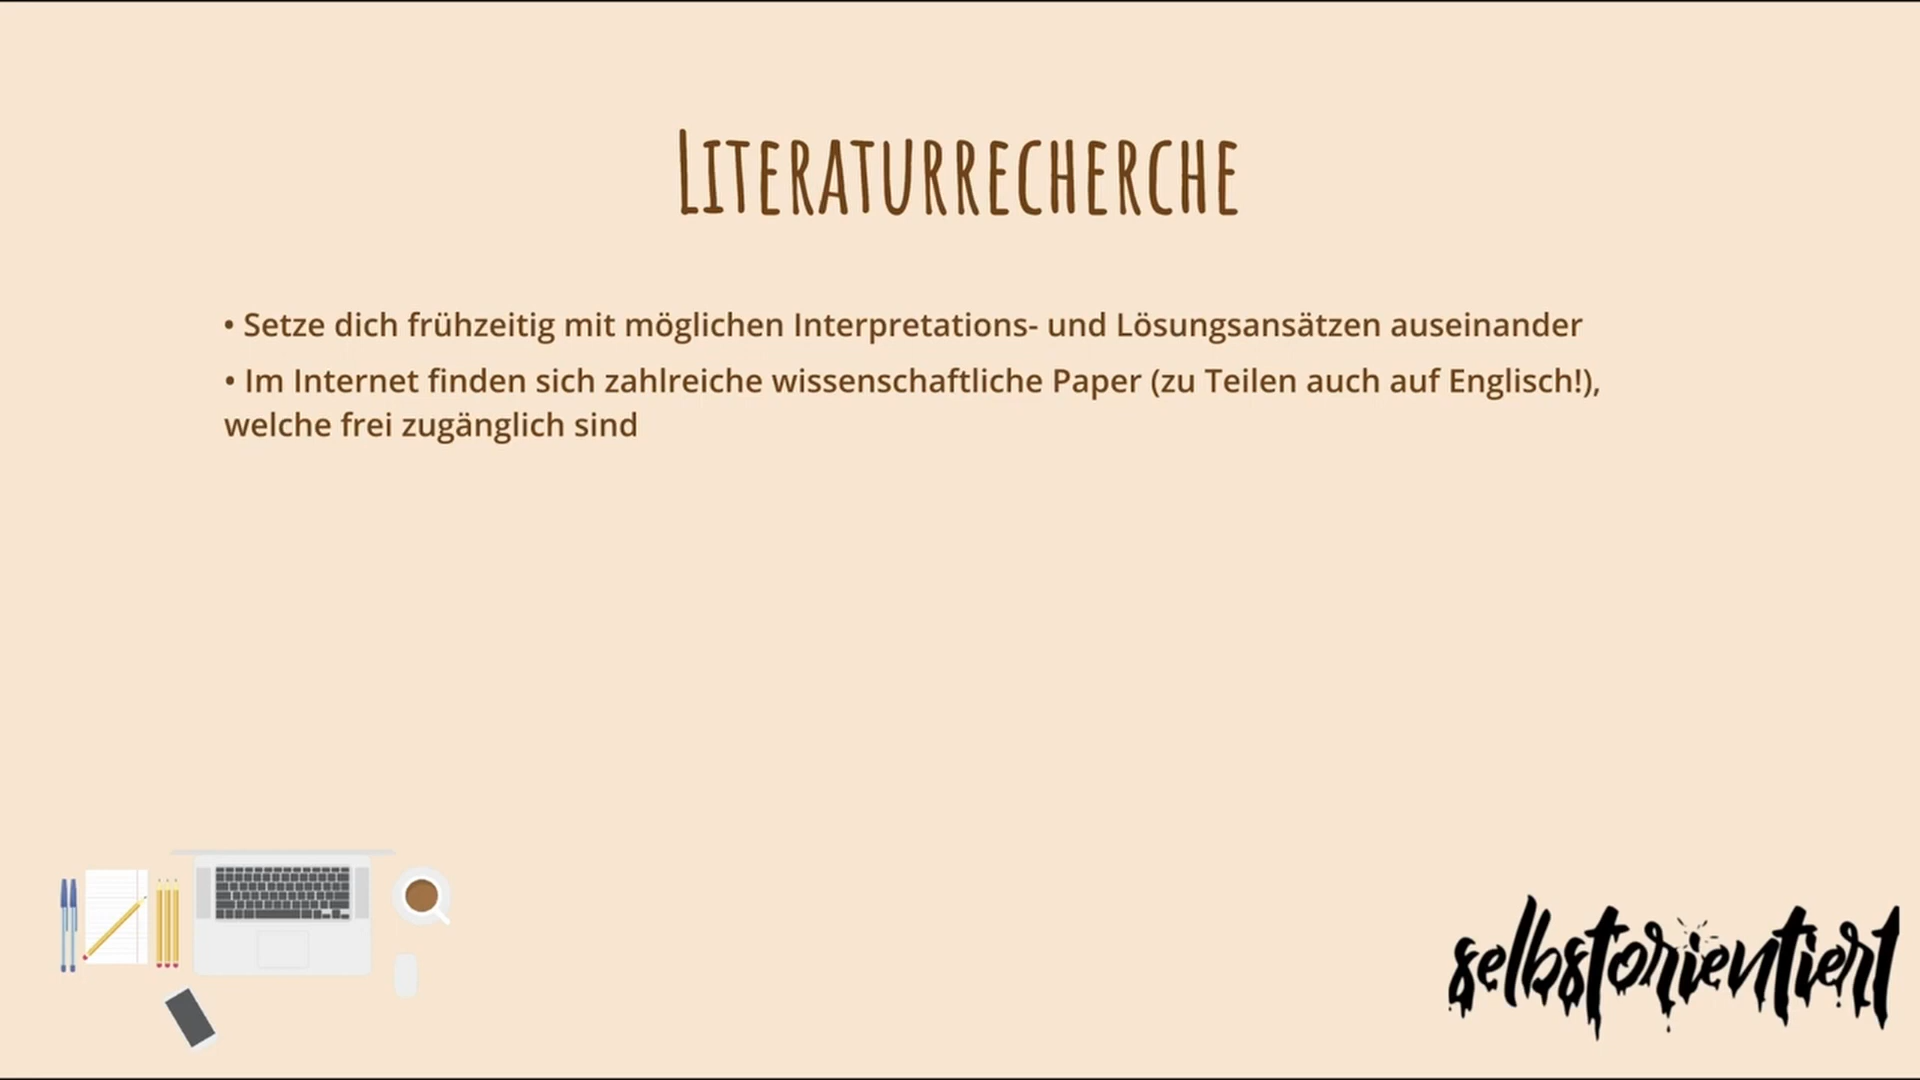 Literaturrecherche
• Setze dich frühzeitig mit möglichen Interpretations- und Lösungsansätzen auseinander
• Im Internet finden sich zahlreiche wissenschaftliche Paper (zu Teilen auch auf Englisch!),
welche frei zugänglich sind
selbstorientiert